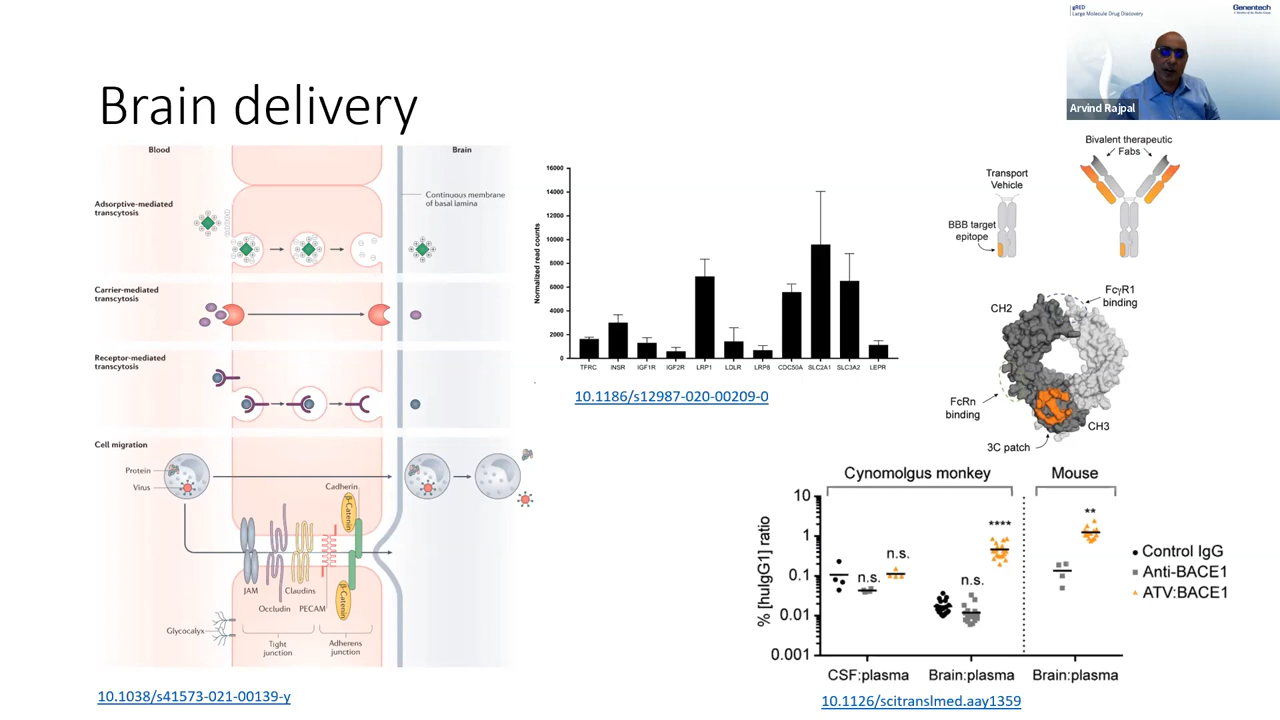 gRED
Large Molecule Drug Discovery
Genentech
Arvind Rajpal
Brain delivery
Blood
Brain
Continuous membrane
of basal lamina
Adsorptive-mediated
transcytosis
Carrier-mediated
transcytosis
Receptor-mediated
transcytosis
Cell migration
Protein
Virus
Cadherin
β-Catenin
JAM
Occludin
Claudins
PECAM
β-Catenin
Glycocalyx
Tight
junction
Adherens
junction
10.1038/s41573-021-00139-y
Normalized read counts
16000
14000
12000
10000
8000
6000
4000
2000
0
TFRC INSR IGF1R IGF2R LRP1 LDLR LRP8 CDC50A SLC2A1 SLC3A2 LEPR
10.1186/s12987-020-00209-0
Bivalent therapeutic
Fabs
Transport
Vehicle
BBB target
epitope
FcγR1
binding
CH2
FcRn
binding
CH3
3C patch
Cynomolgus monkey
Mouse
% [huIgG1] ratio
10
1
0.1
0.01
0.001
n.s.
n.s.
n.s.
****
**
CSF:plasma
Brain:plasma
Brain:plasma
Control IgG
Anti-BACE1
ATV:BACE1
10.1126/scitranslmed.aay1359